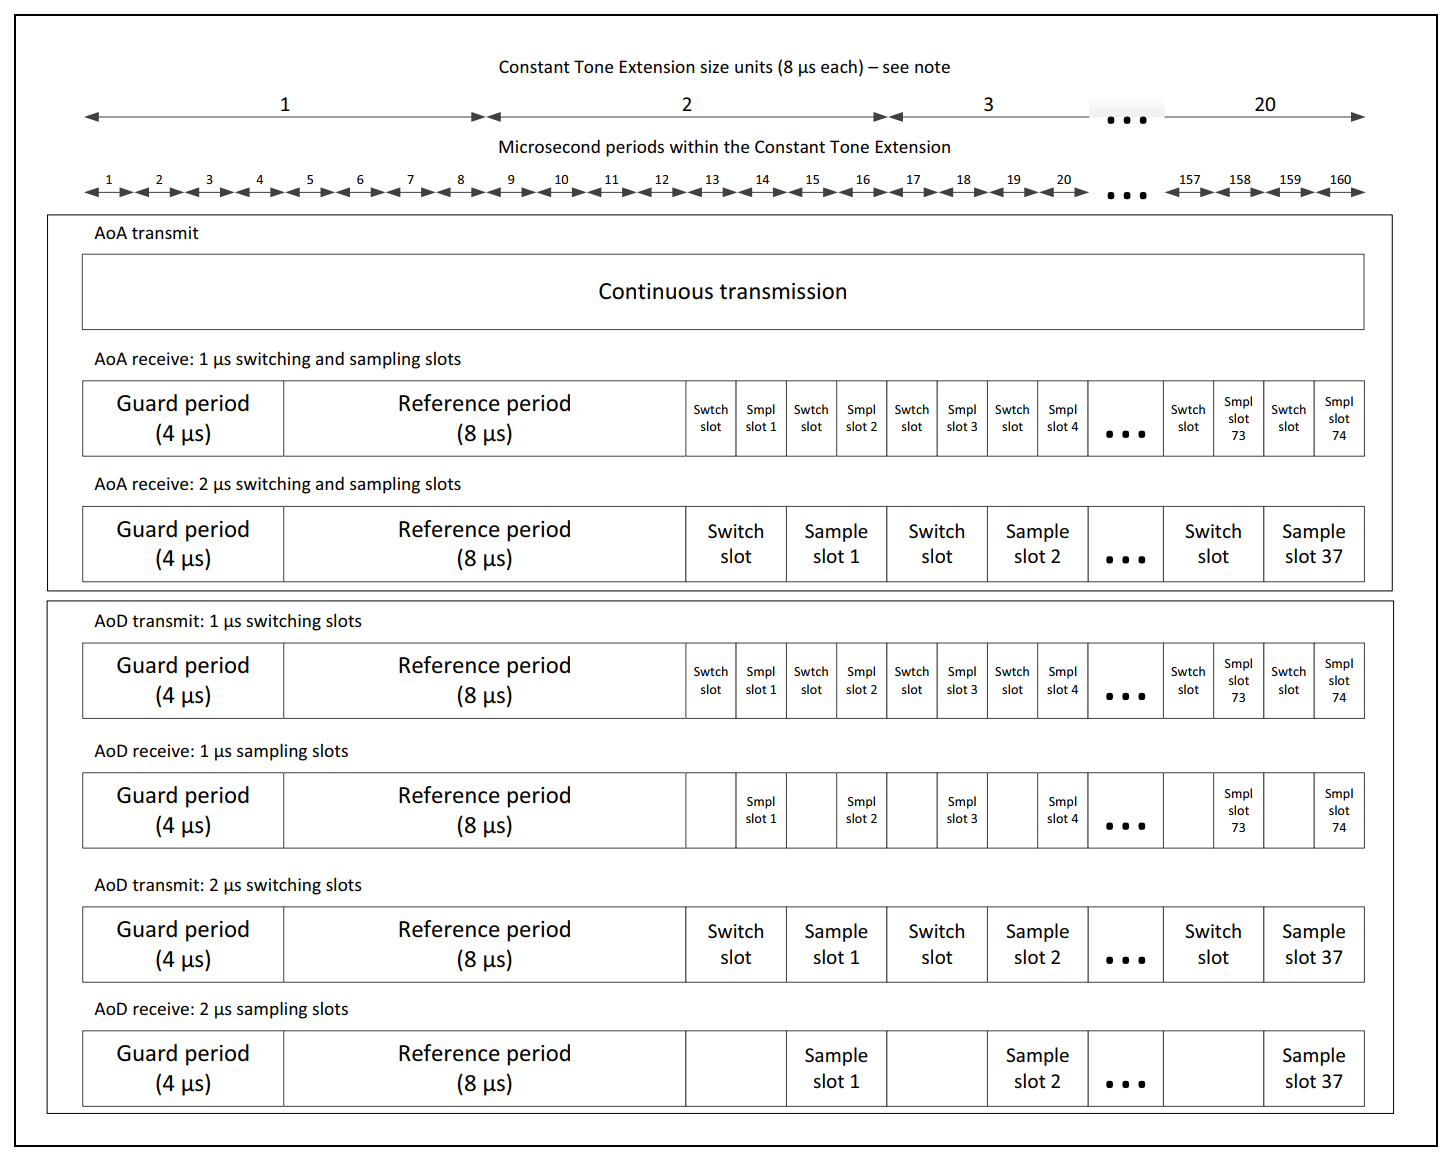 Constant Tone Extension size units (8 µs each) – see note
1 2 3 ... 20
Microsecond periods within the Constant Tone Extension
1 2 3 4 5 6 7 8 9 10 11 12 13 14 15 16 17 18 19 20 ... 157 158 159 160
AoA transmit
Continuous transmission
AoA receive: 1 µs switching and sampling slots
Guard period
(4 µs)
Reference period
(8 µs)
Swtch
slot
Smpl
slot 1
Swtch
slot
Smpl
slot 2
Swtch
slot
Smpl
slot 3
Swtch
slot
Smpl
slot 4
...
Swtch
slot
Smpl
slot
73
Swtch
slot
Smpl
slot
74
AoA receive: 2 µs switching and sampling slots
Guard period
(4 µs)
Reference period
(8 µs)
Switch
slot
Sample
slot 1
Switch
slot
Sample
slot 2
...
Switch
slot
Sample
slot 37
AoD transmit: 1 µs switching slots
Guard period
(4 µs)
Reference period
(8 µs)
Swtch
slot
Smpl
slot 1
Swtch
slot
Smpl
slot 2
Swtch
slot
Smpl
slot 3
Swtch
slot
Smpl
slot 4
...
Swtch
slot
Smpl
slot
73
Swtch
slot
Smpl
slot
74
AoD receive: 1 µs sampling slots
Guard period
(4 µs)
Reference period
(8 µs)
Smpl
slot 1
Smpl
slot 2
Smpl
slot 3
Smpl
slot 4
...
Smpl
slot
73
Smpl
slot
74
AoD transmit: 2 µs switching slots
Guard period
(4 µs)
Reference period
(8 µs)
Switch
slot
Sample
slot 1
Switch
slot
Sample
slot 2
...
Switch
slot
Sample
slot 37
AoD receive: 2 µs sampling slots
Guard period
(4 µs)
Reference period
(8 µs)
Sample
slot 1
Sample
slot 2
...
Sample
slot 37